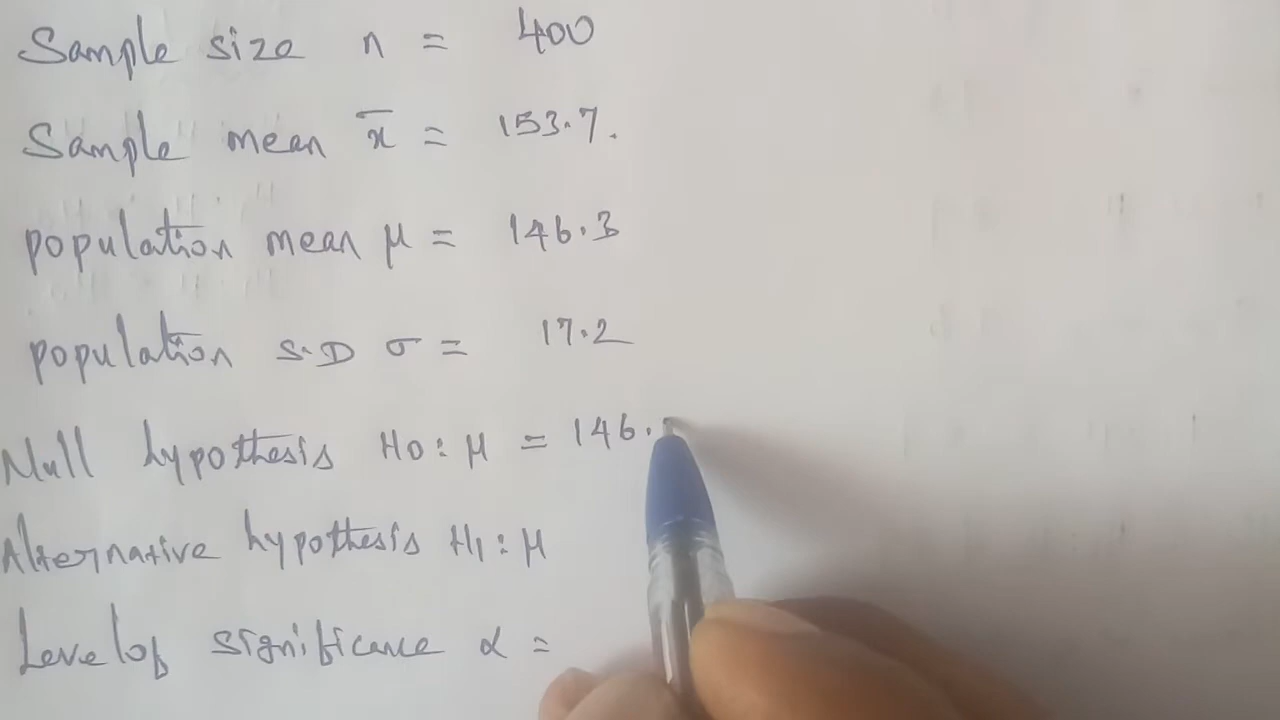 Sample size n = 400
Sample mean x̄ = 153.7.
population mean μ = 146.3
population S.D σ = 17.2
Null hypothesis H0 : μ = 146.
Alternative hypothesis H1 : μ
Level of significance α =